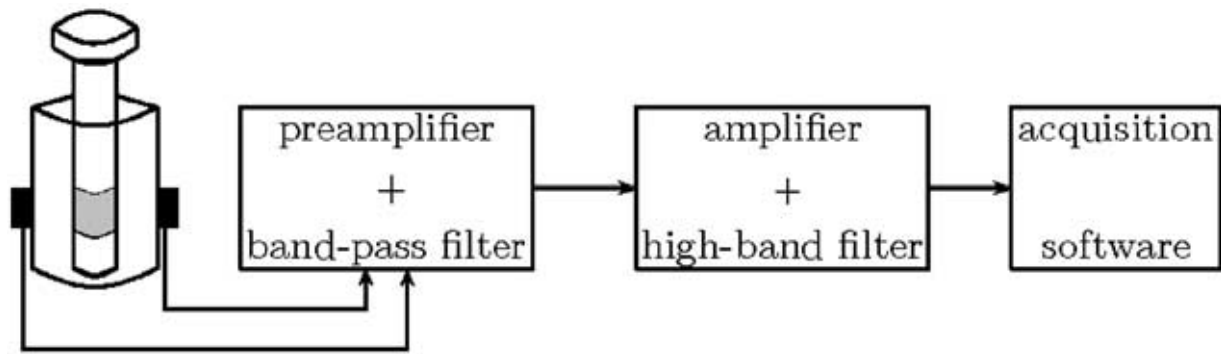 preamplifier
+
band-pass filter
amplifier
+
high-band filter
acquisition
software